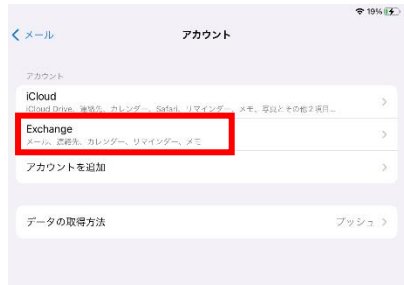 19%
メール
アカウント
アカウント
iCloud
iCloud Drive、連絡先、カレンダー、Safari、リマインダー、メモ、写真とその他2項目...
Exchange
メール、連絡先、カレンダー、リマインダー、メモ
アカウントを追加
データの取得方法
プッシュ